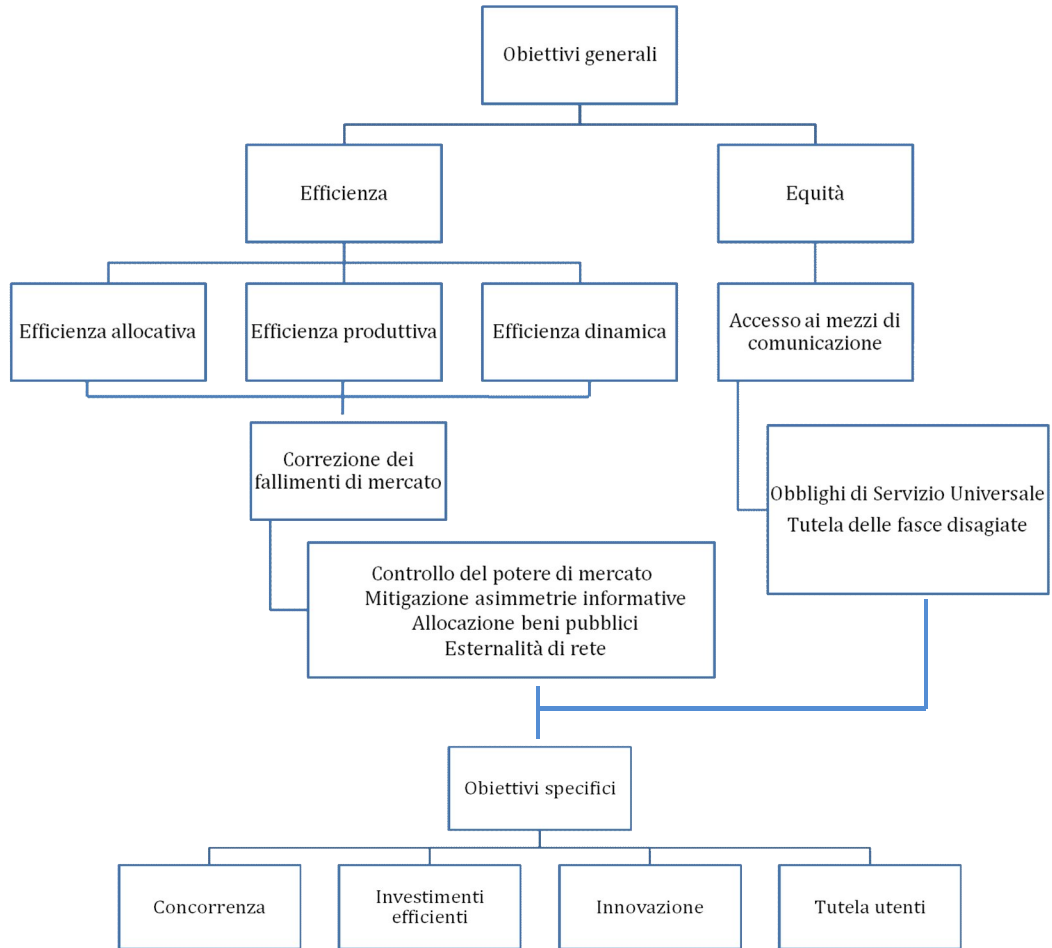 Obiettivi generali
Efficienza
Equità
Efficienza allocativa
Efficienza produttiva
Efficienza dinamica
Accesso ai mezzi di
comunicazione
Correzione dei
fallimenti di mercato
Obblighi di Servizio Universale
Tutela delle fasce disagiate
Controllo del potere di mercato
Mitigazione asimmetrie informative
Allocazione beni pubblici
Esternalità di rete
Obiettivi specifici
Concorrenza
Investimenti
efficienti
Innovazione
Tutela utenti